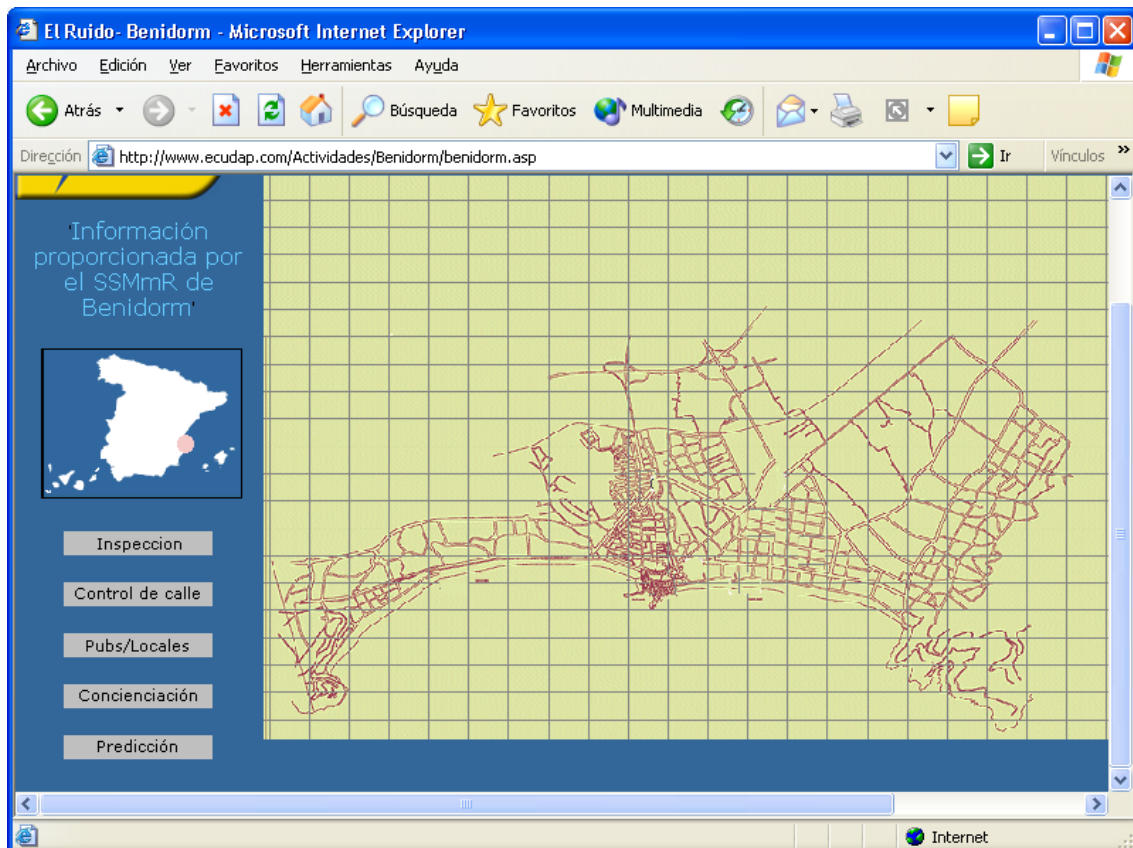 El Ruido- Benidorm - Microsoft Internet Explorer
Archivo Edición Ver Favoritos Herramientas Ayuda
Atrás Búsqueda Favoritos Multimedia
Dirección http://www.ecudap.com/Actividades/Benidorm/benidorm.asp Ir Vínculos »
'Información
proporcionada por
el SSMmR de
Benidorm'
Inspeccion
Control de calle
Pubs/Locales
Concienciación
Predicción
Internet